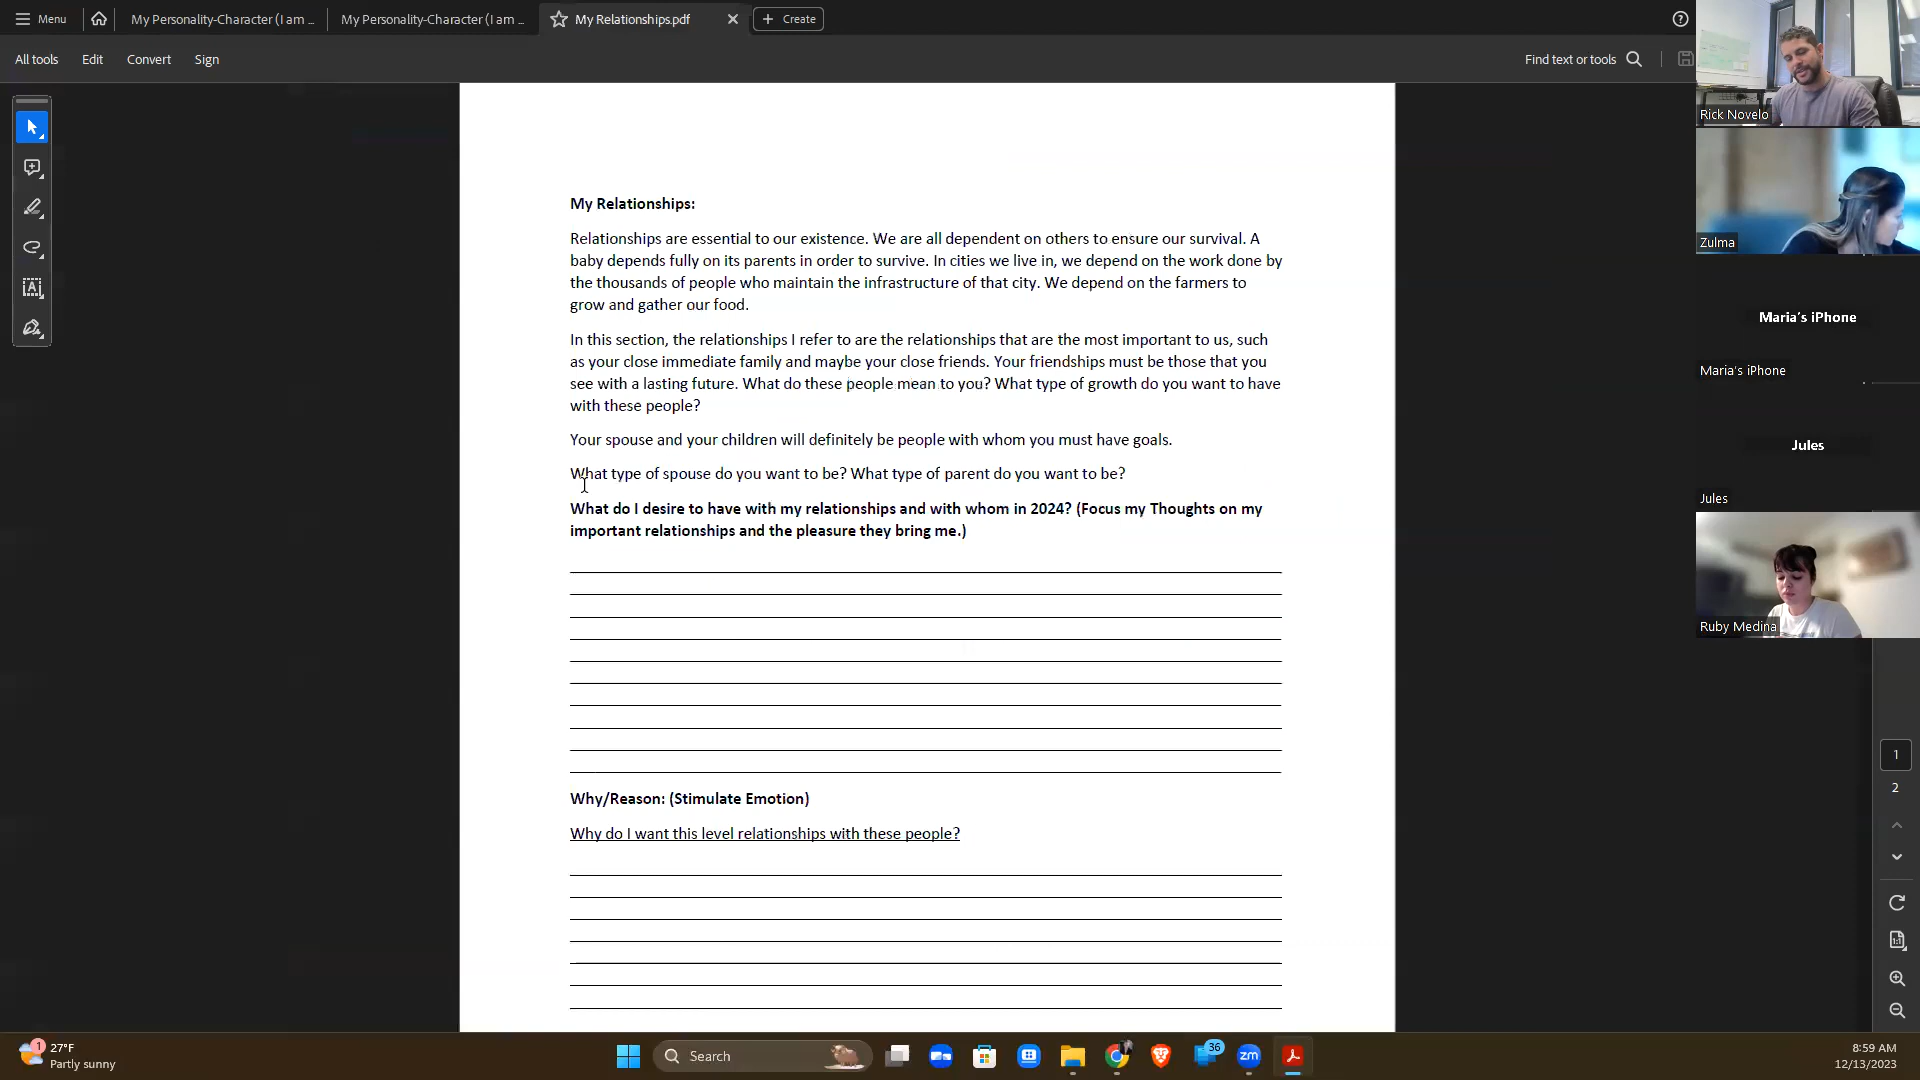 Menu
My Personality-Character (I am ...
My Personality-Character (I am ...
My Relationships.pdf
Create
All tools
Edit
Convert
Sign
Find text or tools
My Relationships:
Relationships are essential to our existence. We are all dependent on others to ensure our survival. A
baby depends fully on its parents in order to survive. In cities we live in, we depend on the work done by
the thousands of people who maintain the infrastructure of that city. We depend on the farmers to
grow and gather our food.
In this section, the relationships I refer to are the relationships that are the most important to us, such
as your close immediate family and maybe your close friends. Your friendships must be those that you
see with a lasting future. What do these people mean to you? What type of growth do you want to have
with these people?
Your spouse and your children will definitely be people with whom you must have goals.
What type of spouse do you want to be? What type of parent do you want to be?
What do I desire to have with my relationships and with whom in 2024? (Focus my Thoughts on my
important relationships and the pleasure they bring me.)
Why/Reason: (Stimulate Emotion)
Why do I want this level relationships with these people?
Rick Novelo
Zulma
Maria's iPhone
Maria's iPhone
Jules
Jules
Ruby Medina
1
2
1
27°F
Partly sunny
Search
36
zm
8:59 AM
12/13/2023